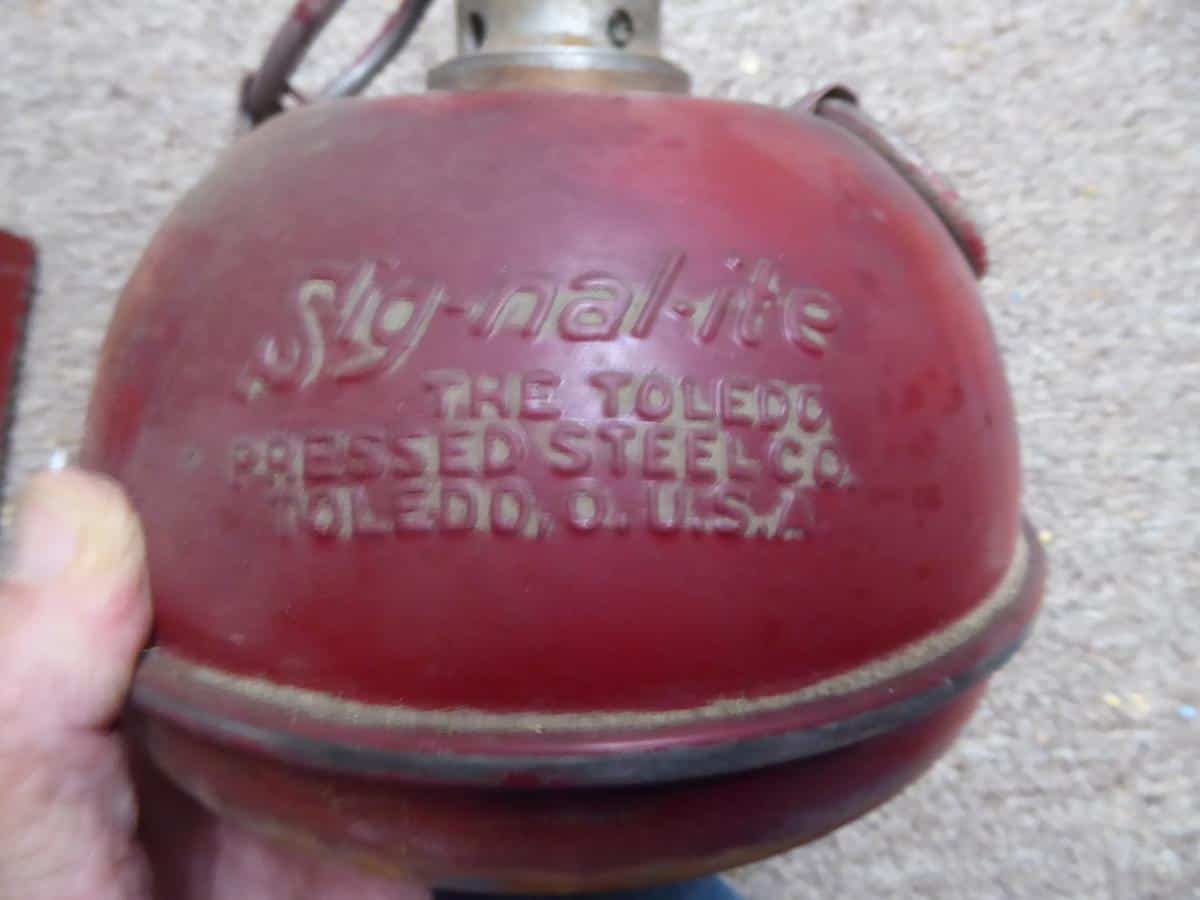 Sig-nal-ite
THE TOLEDO
PRESSED STEEL CO.
TOLEDO, O. U.S.A.